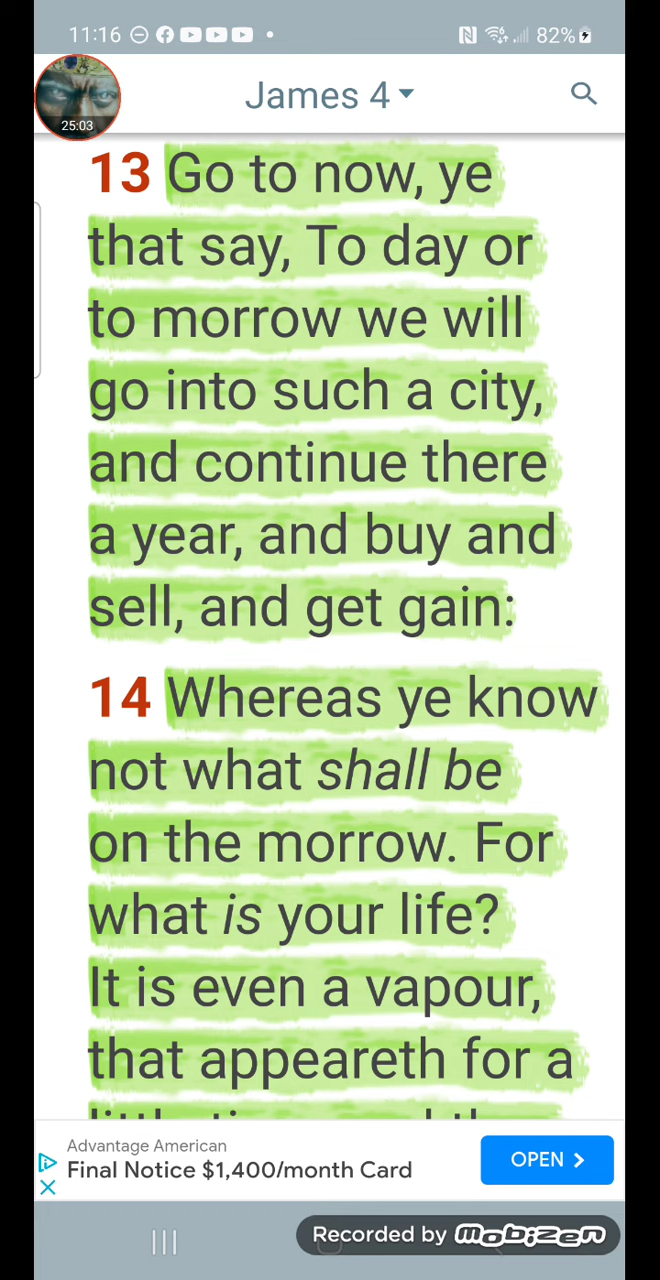 11:16 82%
James 4
25:03
13 Go to now, ye
that say, To day or
to morrow we will
go into such a city,
and continue there
a year, and buy and
sell, and get gain:
14 Whereas ye know
not what shall be
on the morrow. For
what is your life?
It is even a vapour,
that appeareth for a
Advantage American
Final Notice $1,400/month Card
OPEN
Recorded by mobizen